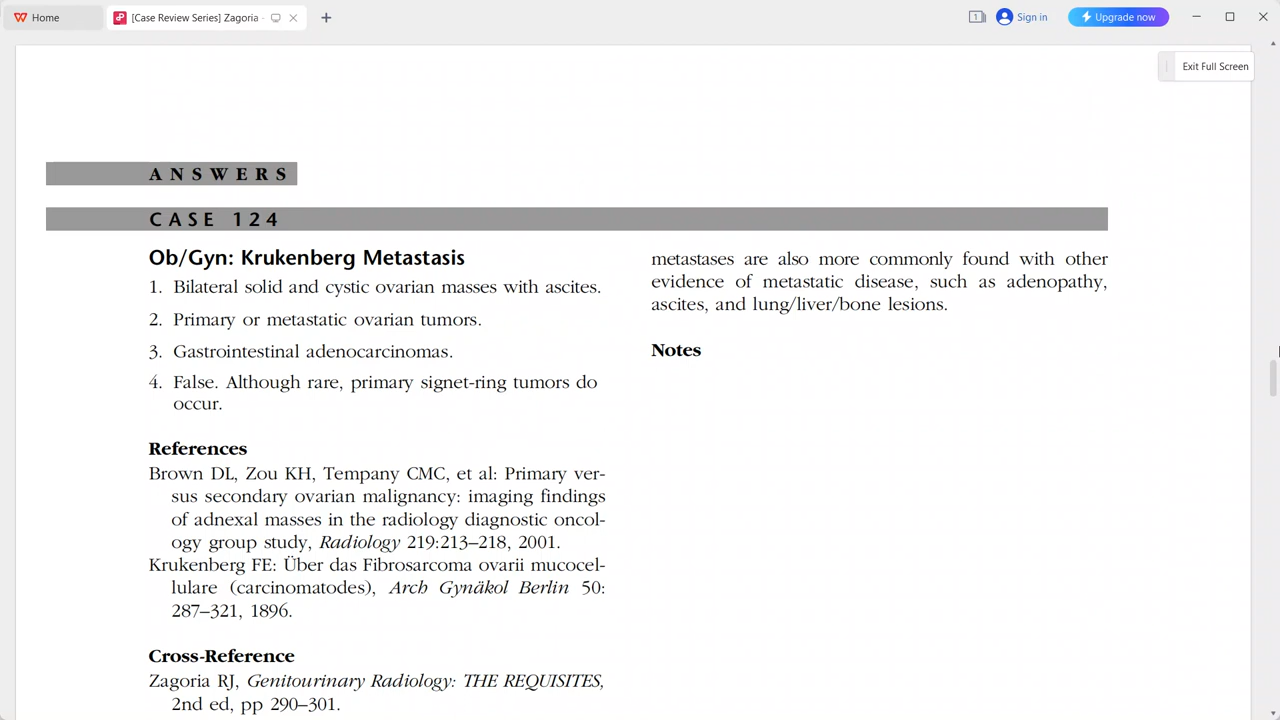 Home
[Case Review Series] Zagoria
1
Sign in
Upgrade now
Exit Full Screen
ANSWERS
CASE 124
Ob/Gyn: Krukenberg Metastasis
1. Bilateral solid and cystic ovarian masses with ascites.
2. Primary or metastatic ovarian tumors.
3. Gastrointestinal adenocarcinomas.
4. False. Although rare, primary signet-ring tumors do
occur.
References
Brown DL, Zou KH, Tempany CMC, et al: Primary ver-
sus secondary ovarian malignancy: imaging findings
of adnexal masses in the radiology diagnostic oncol-
ogy group study, Radiology 219:213–218, 2001.
Krukenberg FE: Über das Fibrosarcoma ovarii mucocel-
lulare (carcinomatodes), Arch Gynäkol Berlin 50:
287–321, 1896.
Cross-Reference
Zagoria RJ, Genitourinary Radiology: THE REQUISITES,
2nd ed, pp 290–301.
metastases are also more commonly found with other
evidence of metastatic disease, such as adenopathy,
ascites, and lung/liver/bone lesions.
Notes